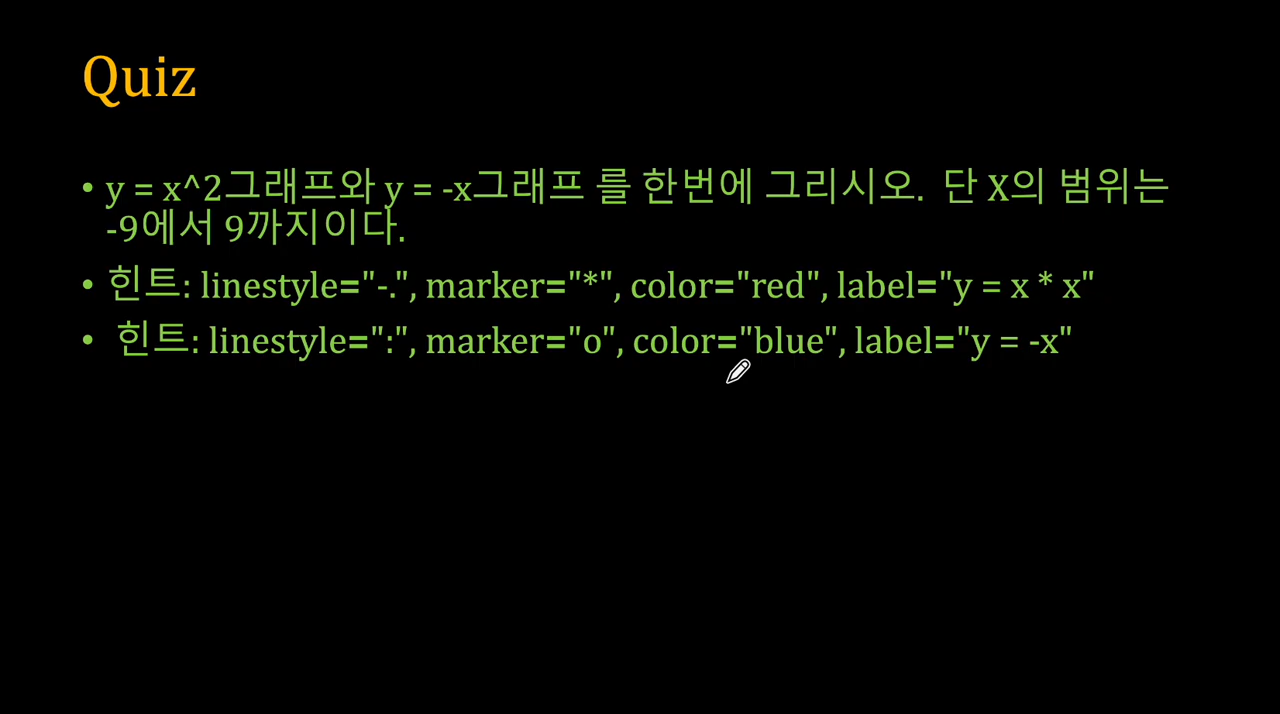 Quiz
• y = x^2그래프와 y = -x그래프 를 한번에 그리시오. 단 X의 범위는
-9에서 9까지이다.
• 힌트: linestyle="-.", marker="*", color="red", label="y = x * x"
• 힌트: linestyle=":", marker="o", color="blue", label="y = -x"